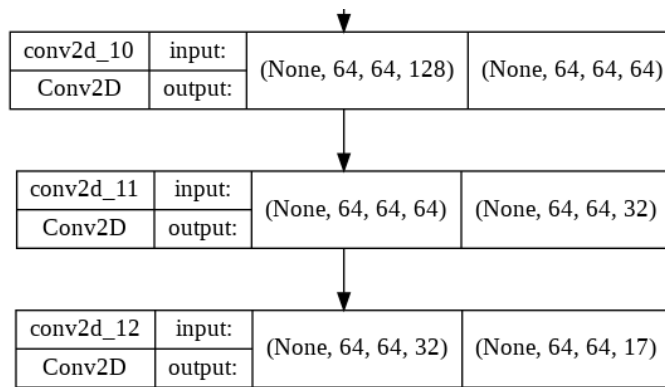 conv2d_10 input: (None, 64, 64, 128) (None, 64, 64, 64)
Conv2D output:
conv2d_11 input: (None, 64, 64, 64) (None, 64, 64, 32)
Conv2D output:
conv2d_12 input: (None, 64, 64, 32) (None, 64, 64, 17)
Conv2D output: